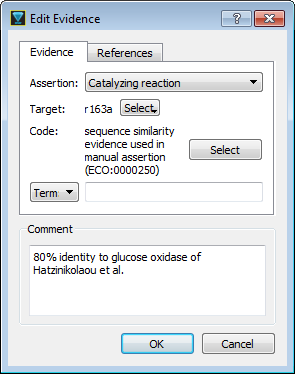 Edit Evidence
Evidence References
Assertion: Catalyzing reaction
Target: r163a Select
Code: sequence similarity
evidence used in
manual assertion
(ECO:0000250)
Select
Term
Comment
80% identity to glucose oxidase of
Hatzinikolaou et al.
OK Cancel